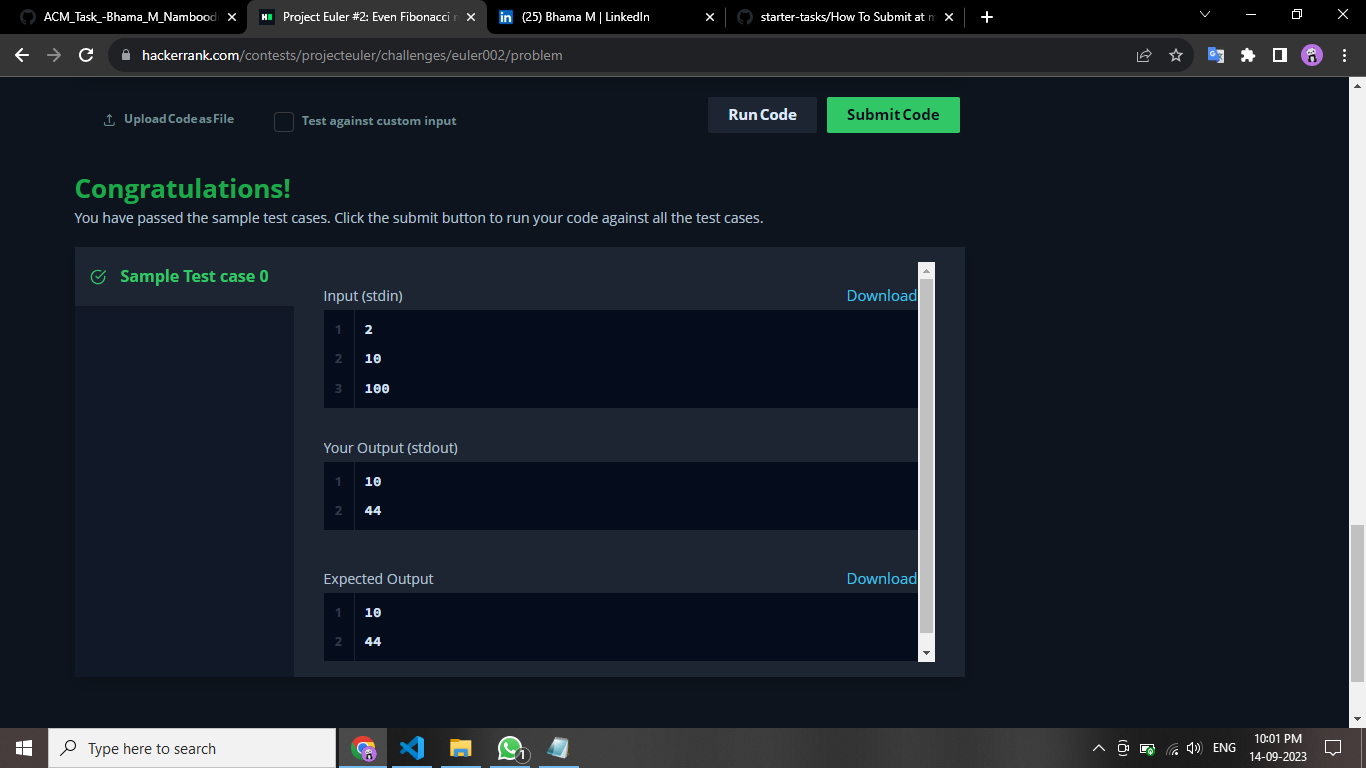 ACM_Task_-Bhama_M_Nambood
Project Euler #2: Even Fibonacci n
(25) Bhama M | LinkedIn
starter-tasks/How To Submit at m
hackerrank.com/contests/projecteuler/challenges/euler002/problem
Upload Code as File
Test against custom input
Run Code
Submit Code
Congratulations!
You have passed the sample test cases. Click the submit button to run your code against all the test cases.
Sample Test case 0
Input (stdin)
Download
1 2
2 10
3 100
Your Output (stdout)
1 10
2 44
Expected Output
Download
1 10
2 44
Type here to search
1
ENG
10:01 PM
14-09-2023